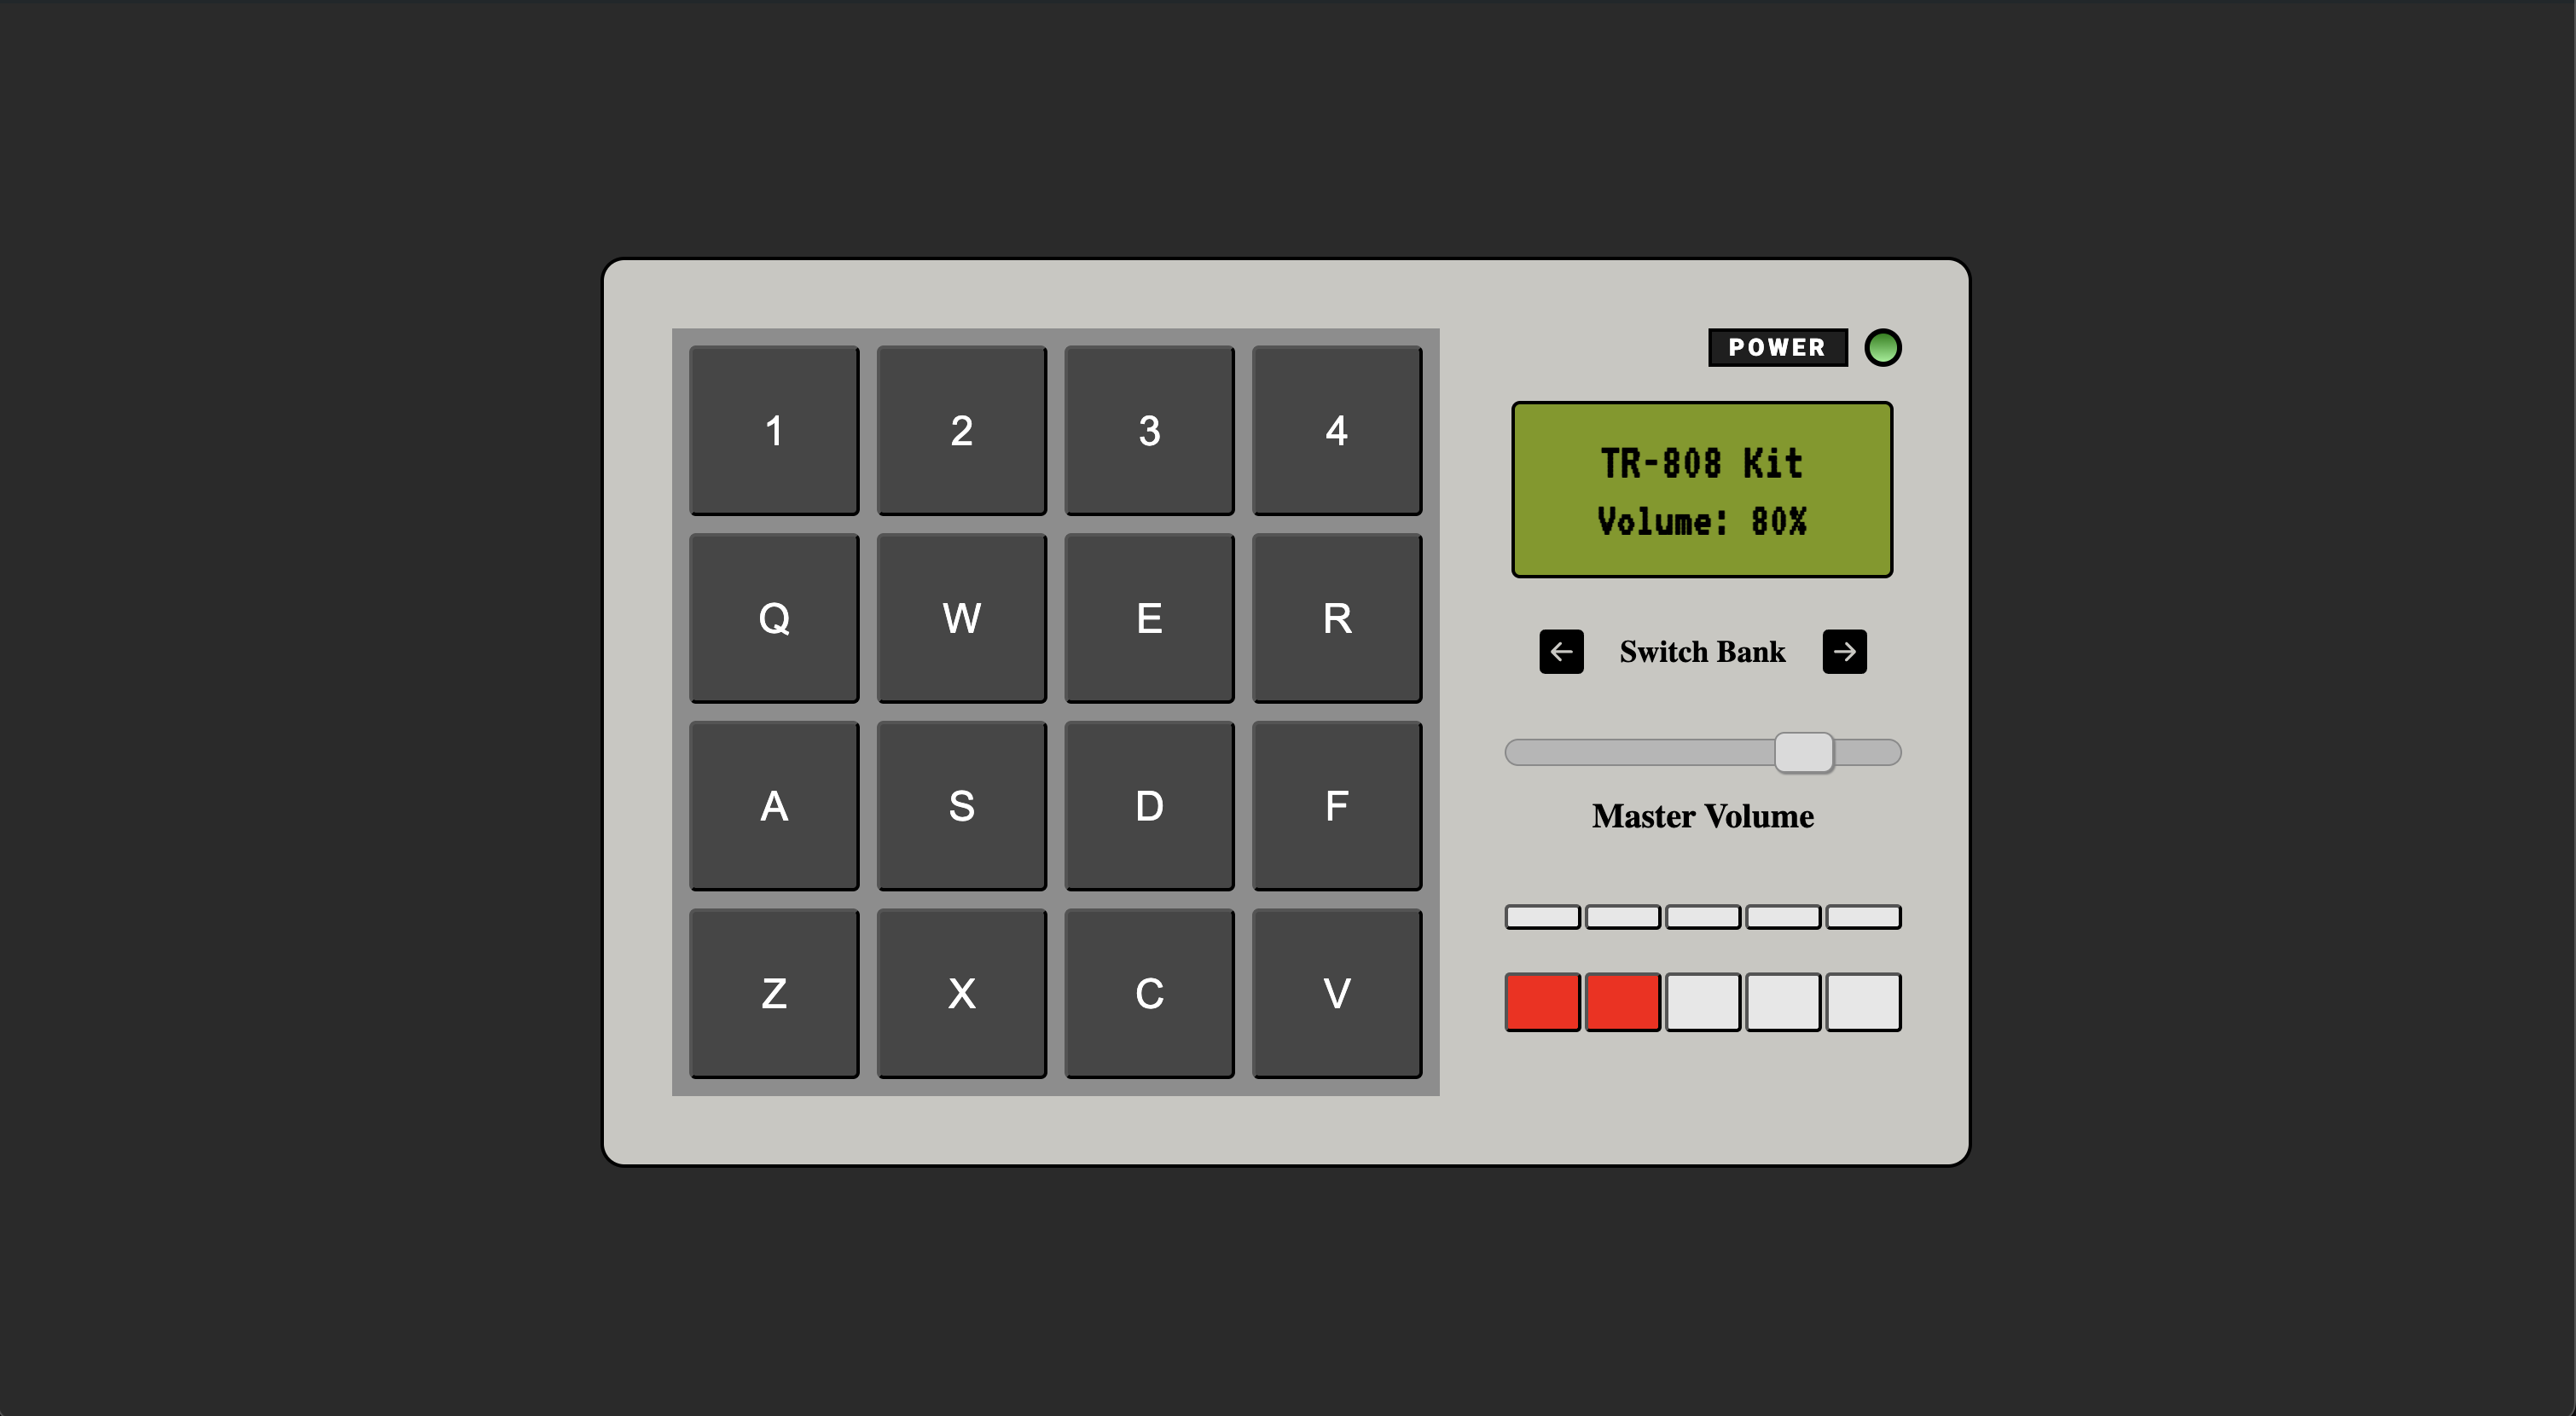 1 2 3 4
Q W E R
A S D F
Z X C V
POWER
TR-808 Kit
Volume: 80%
Switch Bank
Master Volume